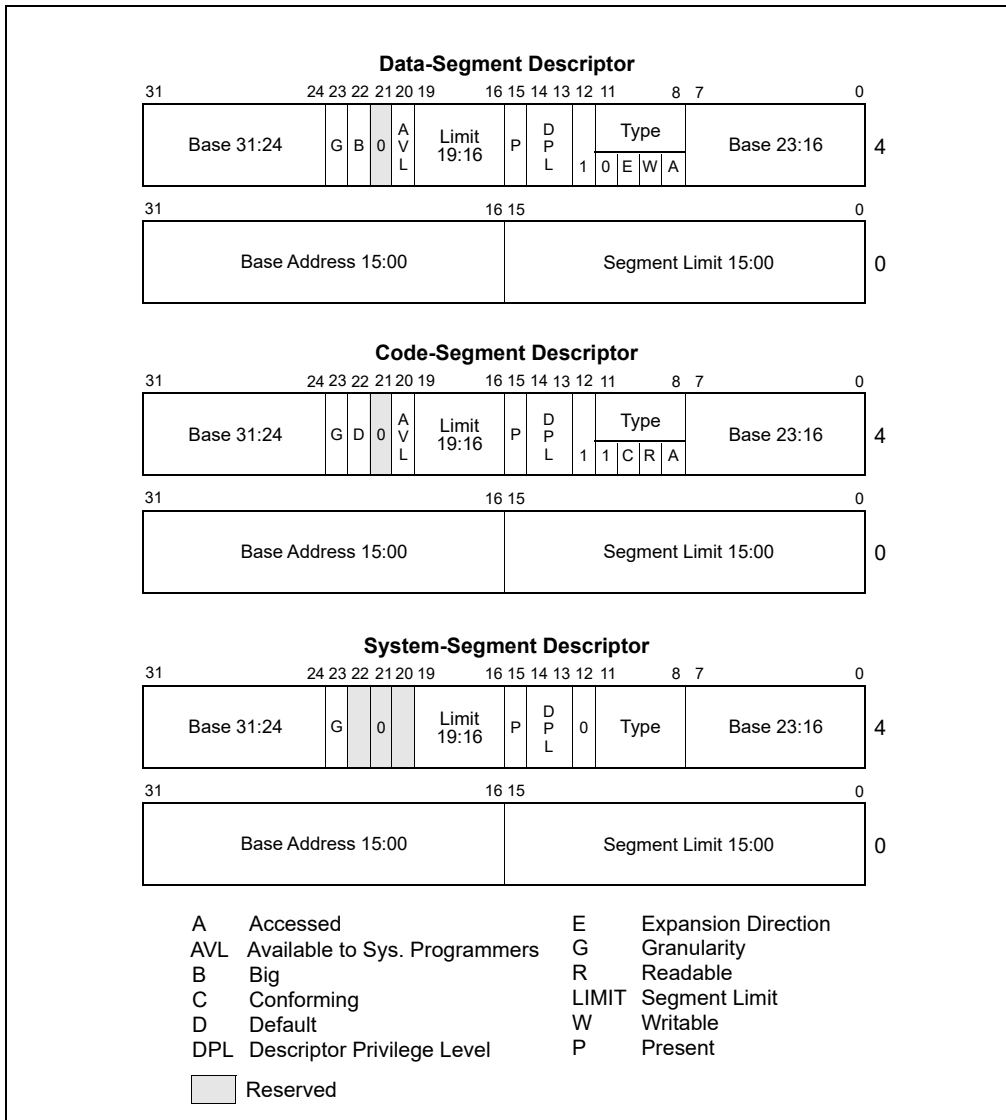 Data-Segment Descriptor
31 24 23 22 21 20 19 16 15 14 13 12 11 8 7 0
Base 31:24 G B 0 A V L Limit 19:16 P D P L 1 Type 0 E W A Base 23:16 4
31 16 15 0
Base Address 15:00 Segment Limit 15:00 0
Code-Segment Descriptor
31 24 23 22 21 20 19 16 15 14 13 12 11 8 7 0
Base 31:24 G D 0 A V L Limit 19:16 P D P L 1 Type 1 C R A Base 23:16 4
31 16 15 0
Base Address 15:00 Segment Limit 15:00 0
System-Segment Descriptor
31 24 23 22 21 20 19 16 15 14 13 12 11 8 7 0
Base 31:24 G 0 Limit 19:16 P D P L 0 Type Base 23:16 4
31 16 15 0
Base Address 15:00 Segment Limit 15:00 0
A Accessed
AVL Available to Sys. Programmers
B Big
C Conforming
D Default
DPL Descriptor Privilege Level
E Expansion Direction
G Granularity
R Readable
LIMIT Segment Limit
W Writable
P Present
Reserved